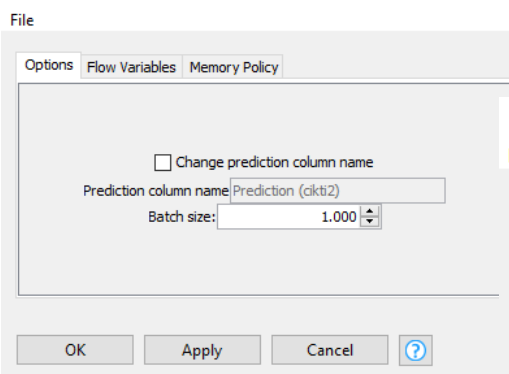 File
Options Flow Variables Memory Policy
Change prediction column name
Prediction column name Prediction (cikti2)
Batch size: 1.000
OK Apply Cancel ?